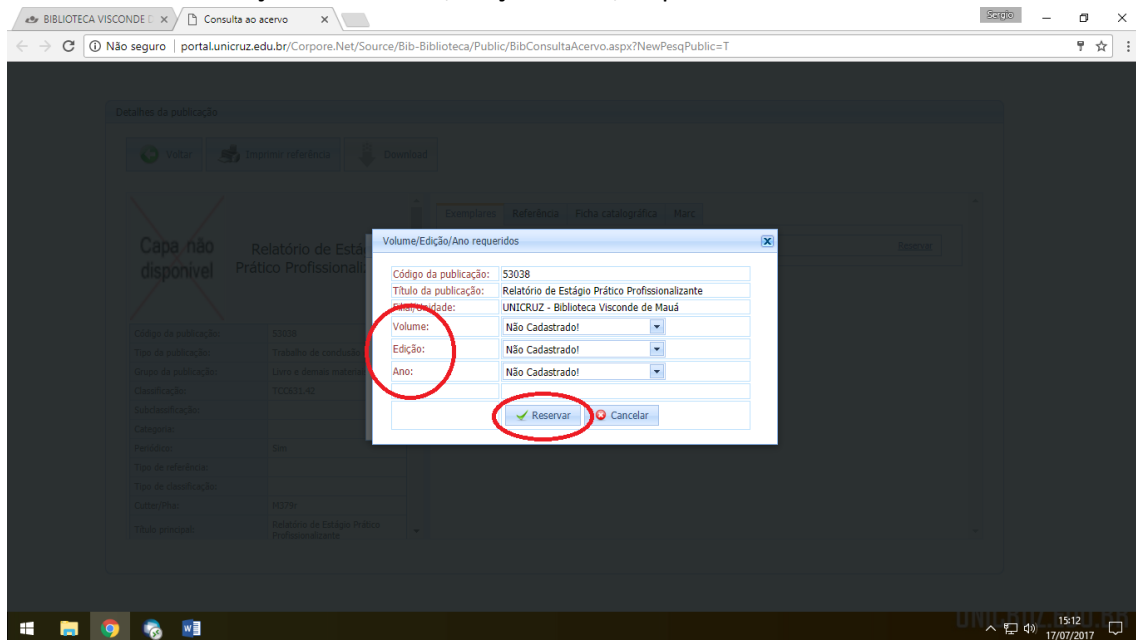 BIBLIOTECA VISCONDE D
Consulta ao acervo
Sergio
Não seguro | portal.unicruz.edu.br/Corpore.Net/Source/Bib-Biblioteca/Public/BibConsultaAcervo.aspx?NewPesqPublic=T
Detalhes da publicação
Voltar Imprimir referência Download
Exemplares Referência Ficha catalográfica Marc
Capa não disponível
Relatório de Está
Prático Profissionali
Reservar
Volume/Edição/Ano requeridos
Código da publicação: 53038
Título da publicação: Relatório de Estágio Prático Profissionalizante
Filial/Unidade: UNICRUZ - Biblioteca Visconde de Mauá
Volume: Não Cadastrado!
Edição: Não Cadastrado!
Ano: Não Cadastrado!
Reservar Cancelar
Código da publicação: 53038
Tipo da publicação: Trabalho de conclusão
Grupo da publicação: Livro e demais materiai
Classificação:
Subclassificação:
Categoria:
Periódico: Sim
Tipo de referência:
Tipo de classificação:
Cutter/Pha:
Título principal: Relatório de Estágio Prático
Profissionalizante
UNICRUZ.EDU.BR
15:12
17/07/2017